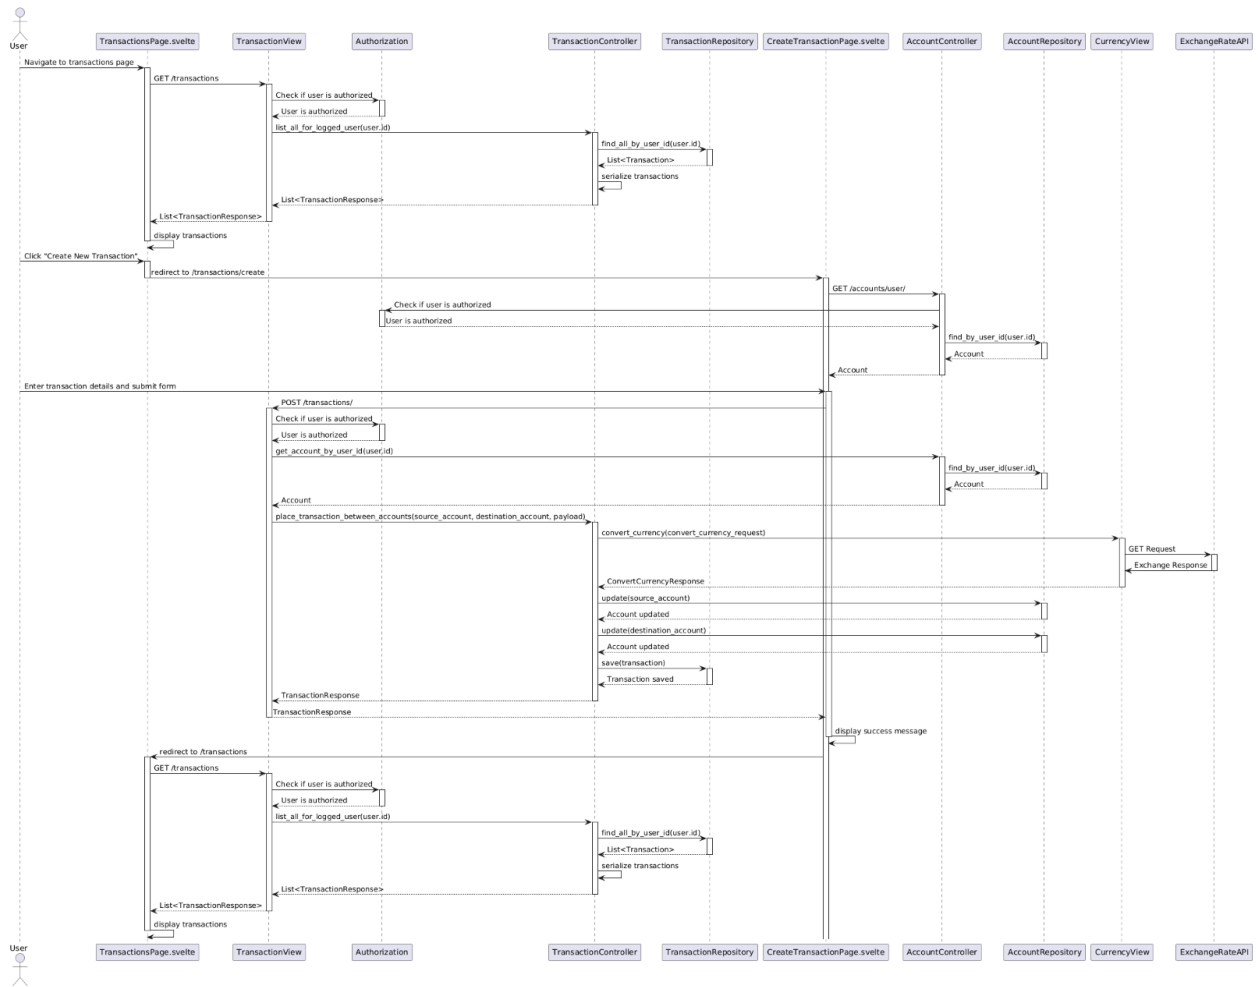 User
TransactionsPage.svelte
TransactionView
Authorization
TransactionController
TransactionRepository
CreateTransactionPage.svelte
AccountController
AccountRepository
CurrencyView
ExchangeRateAPI
Navigate to transactions page
GET /transactions
Check if user is authorized
User is authorized
list_all_for_logged_user(user.id)
find_all_by_user_id(user.id)
List<Transaction>
serialize transactions
List<TransactionResponse>
List<TransactionResponse>
display transactions
Click "Create New Transaction"
redirect to /transactions/create
GET /accounts/user/
Check if user is authorized
User is authorized
find_by_user_id(user.id)
Account
Account
Enter transaction details and submit form
POST /transactions/
Check if user is authorized
User is authorized
get_account_by_user_id(user.id)
find_by_user_id(user.id)
Account
Account
place_transaction_between_accounts(source_account, destination_account, payload)
convert_currency(convert_currency_request)
GET Request
Exchange Response
ConvertCurrencyResponse
update(source_account)
Account updated
update(destination_account)
Account updated
save(transaction)
Transaction saved
TransactionResponse
TransactionResponse
display success message
redirect to /transactions
GET /transactions
Check if user is authorized
User is authorized
list_all_for_logged_user(user.id)
find_all_by_user_id(user.id)
List<Transaction>
serialize transactions
List<TransactionResponse>
List<TransactionResponse>
display transactions
User
TransactionsPage.svelte
TransactionView
Authorization
TransactionController
TransactionRepository
CreateTransactionPage.svelte
AccountController
AccountRepository
CurrencyView
ExchangeRateAPI